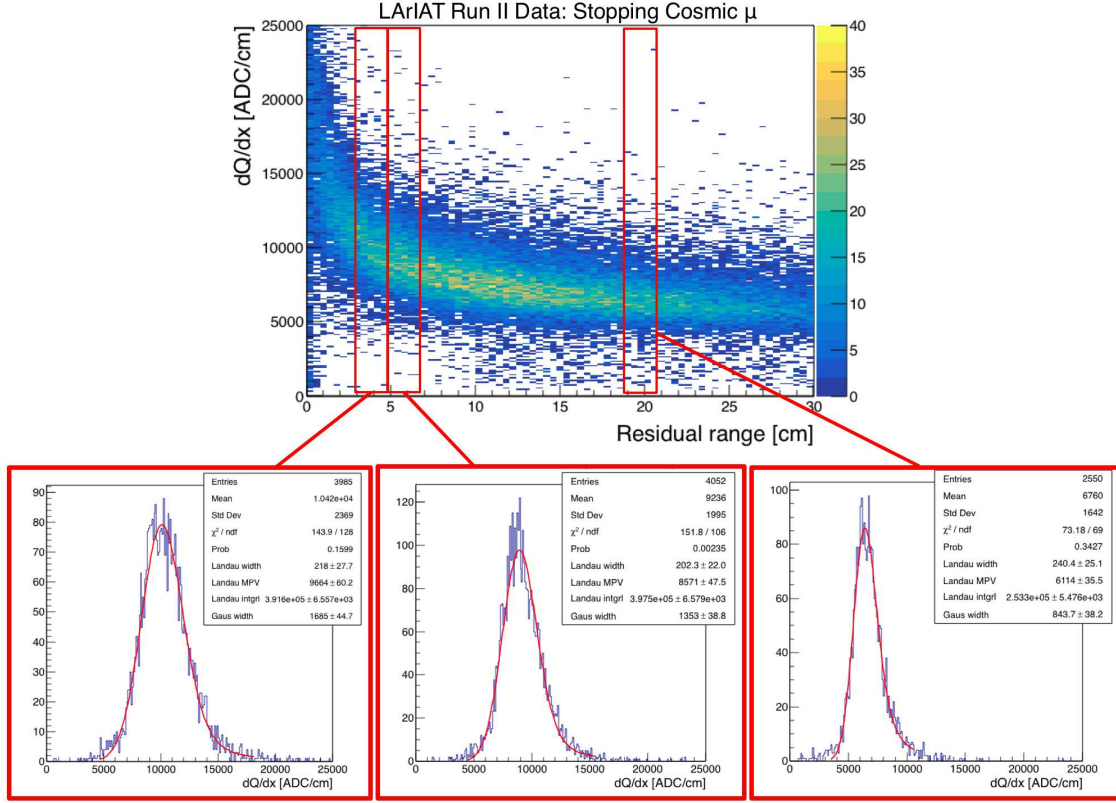 LArIAT Run II Data: Stopping Cosmic μ
dQ/dx [ADC/cm]
25000
20000
15000
10000
5000
0
0 5 10 15 20 25 30
Residual range [cm]
40
35
30
25
20
15
10
5
0
Entries 3985
Mean 1.042e+04
Std Dev 2369
χ² / ndf 143.9 / 128
Prob 0.1599
Landau width 218 ± 27.7
Landau MPV 9664 ± 60.2
Landau intgrl 3.916e+05 ± 6.557e+03
Gaus width 1685 ± 44.7
90
80
70
60
50
40
30
20
10
0
0 5000 10000 15000 20000 25000
dQ/dx [ADC/cm]
Entries 4052
Mean 9236
Std Dev 1995
χ² / ndf 151.8 / 106
Prob 0.00235
Landau width 202.3 ± 22.0
Landau MPV 8571 ± 47.5
Landau intgrl 3.975e+05 ± 6.579e+03
Gaus width 1353 ± 38.8
120
100
80
60
40
20
0
0 5000 10000 15000 20000 25000
dQ/dx [ADC/cm]
Entries 2550
Mean 6760
Std Dev 1642
χ² / ndf 73.18 / 69
Prob 0.3427
Landau width 240.4 ± 25.1
Landau MPV 6114 ± 35.5
Landau intgrl 2.533e+05 ± 5.476e+03
Gaus width 843.7 ± 38.2
100
80
60
40
20
0
0 5000 10000 15000 20000 25000
dQ/dx [ADC/cm]